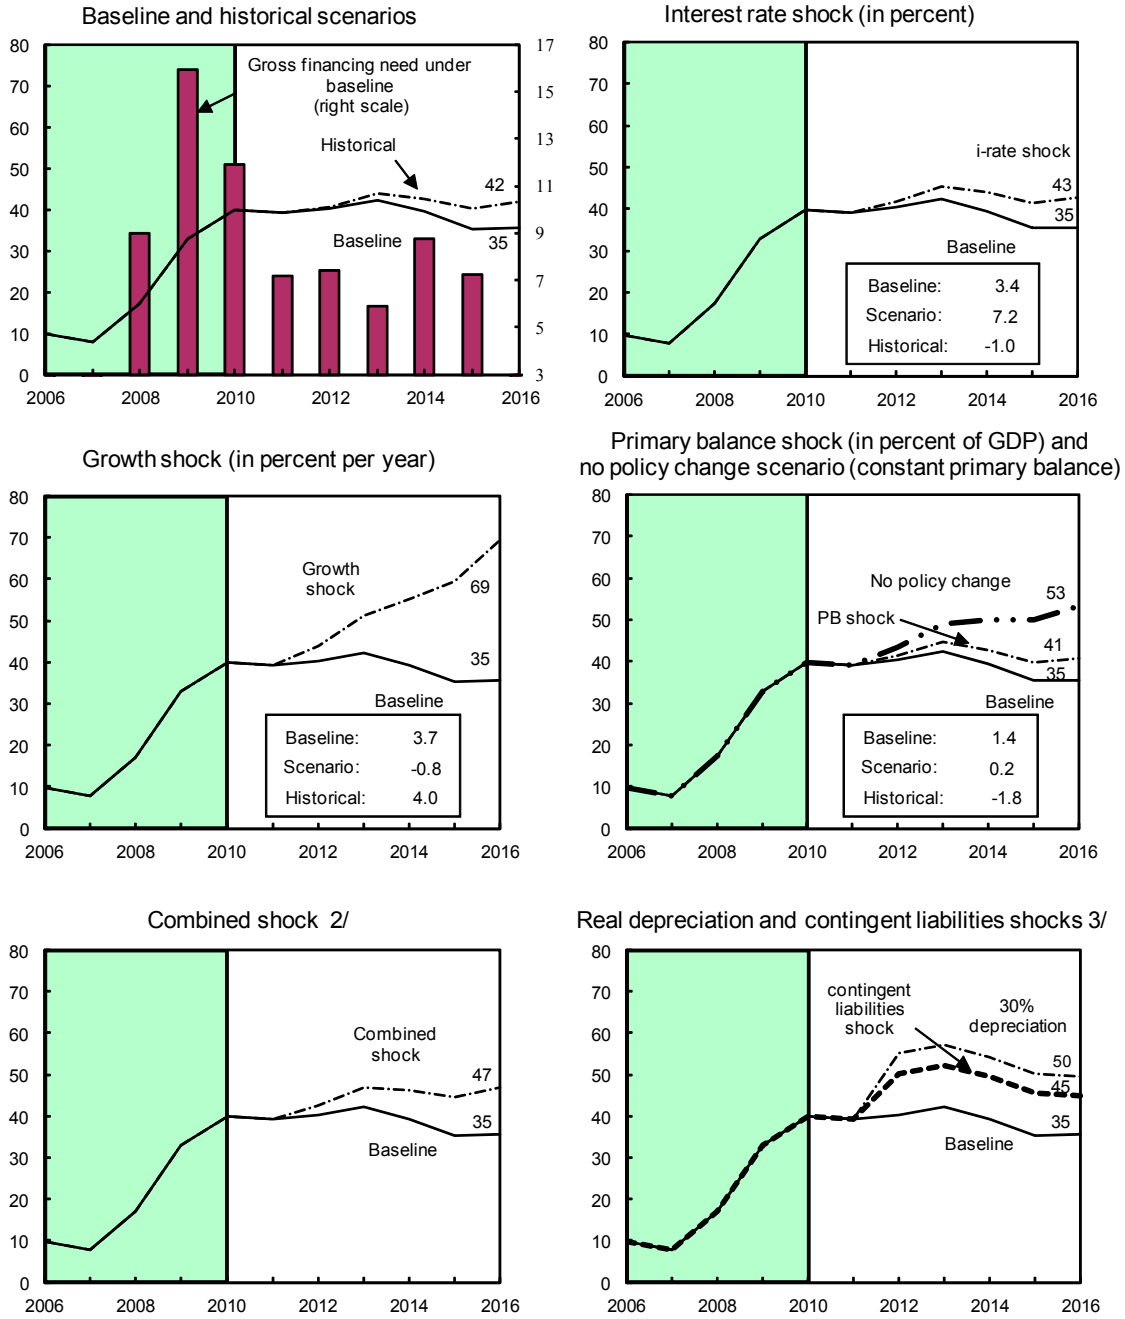 Baseline and historical scenarios
80
70
60
50
40
30
20
10
0
17
15
13
11
9
7
5
3
Gross financing need under
baseline
(right scale)
Historical
42
Baseline
35
2006 2008 2010 2012 2014 2016
Interest rate shock (in percent)
80
70
60
50
40
30
20
10
0
i-rate shock
43
35
Baseline
Baseline: 3.4
Scenario: 7.2
Historical: -1.0
2006 2008 2010 2012 2014 2016
Growth shock (in percent per year)
80
70
60
50
40
30
20
10
0
Growth
shock
69
35
Baseline
Baseline: 3.7
Scenario: -0.8
Historical: 4.0
2006 2008 2010 2012 2014 2016
Primary balance shock (in percent of GDP) and
no policy change scenario (constant primary balance)
80
70
60
50
40
30
20
10
0
No policy change
53
PB shock
41
35
Baseline
Baseline: 1.4
Scenario: 0.2
Historical: -1.8
2006 2008 2010 2012 2014 2016
Combined shock 2/
80
70
60
50
40
30
20
10
0
Combined
shock
47
35
Baseline
2006 2008 2010 2012 2014 2016
Real depreciation and contingent liabilities shocks 3/
80
70
60
50
40
30
20
10
0
contingent
liabilities
shock
30%
depreciation
50
45
35
Baseline
2006 2008 2010 2012 2014 2016